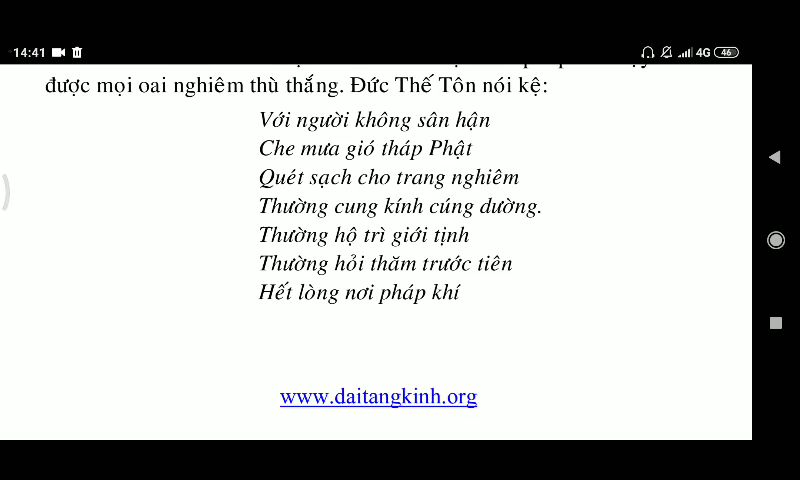 14:41
4G 46
được mọi oai nghiêm thù thắng. Đức Thế Tôn nói kệ:
Với người không sân hận
Che mưa gió tháp Phật
Quét sạch cho trang nghiêm
Thường cung kính cúng dường.
Thường hộ trì giới tịnh
Thường hỏi thăm trước tiên
Hết lòng nơi pháp khí
www.daitangkinh.org